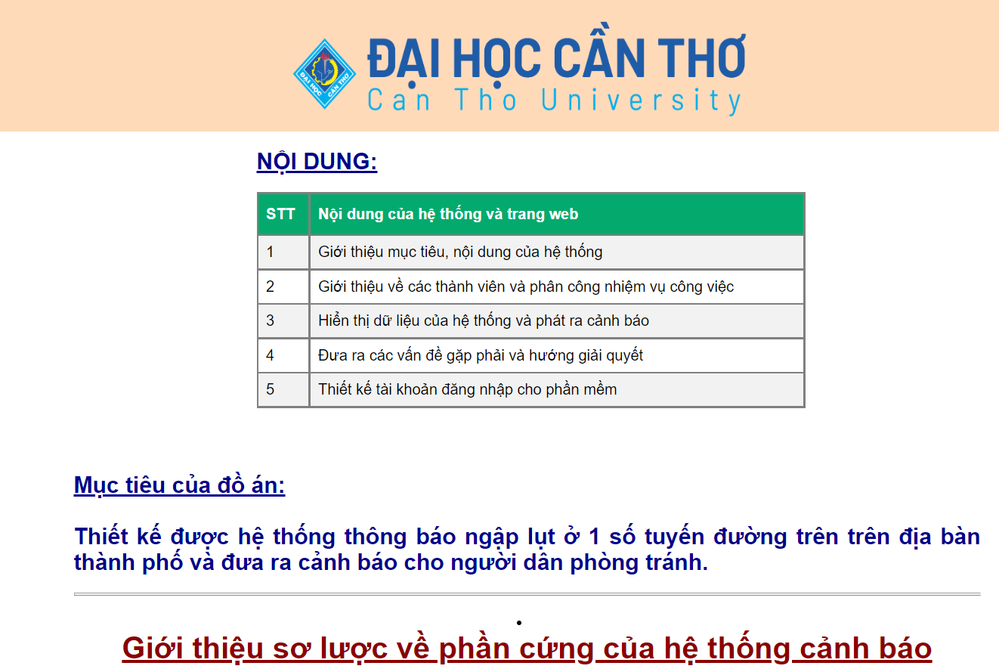 ĐẠI HỌC CẦN THƠ
Can Tho University
ĐẠI HỌC CẦN THƠ
NỘI DUNG:
STT Nội dung của hệ thống và trang web
1 Giới thiệu mục tiêu, nội dung của hệ thống
2 Giới thiệu về các thành viên và phân công nhiệm vụ công việc
3 Hiển thị dữ liệu của hệ thống và phát ra cảnh báo
4 Đưa ra các vấn đề gặp phải và hướng giải quyết
5 Thiết kế tài khoản đăng nhập cho phần mềm
Mục tiêu của đồ án:
Thiết kế được hệ thống thông báo ngập lụt ở 1 số tuyến đường trên trên địa bàn
thành phố và đưa ra cảnh báo cho người dân phòng tránh.
•
Giới thiệu sơ lược về phần cứng của hệ thống cảnh báo